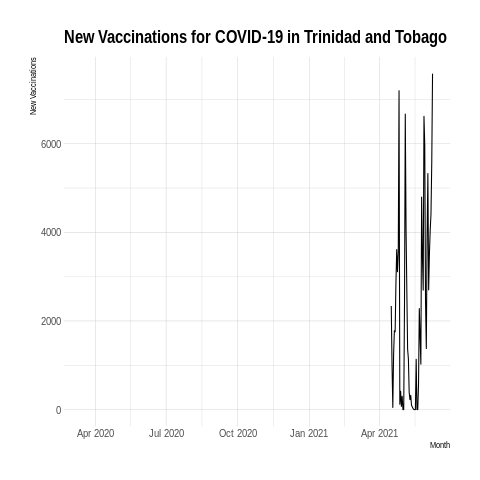 New Vaccinations for COVID-19 in Trinidad and Tobago
New Vaccinations
6000
4000
2000
0
Apr 2020 Jul 2020 Oct 2020 Jan 2021 Apr 2021
Month